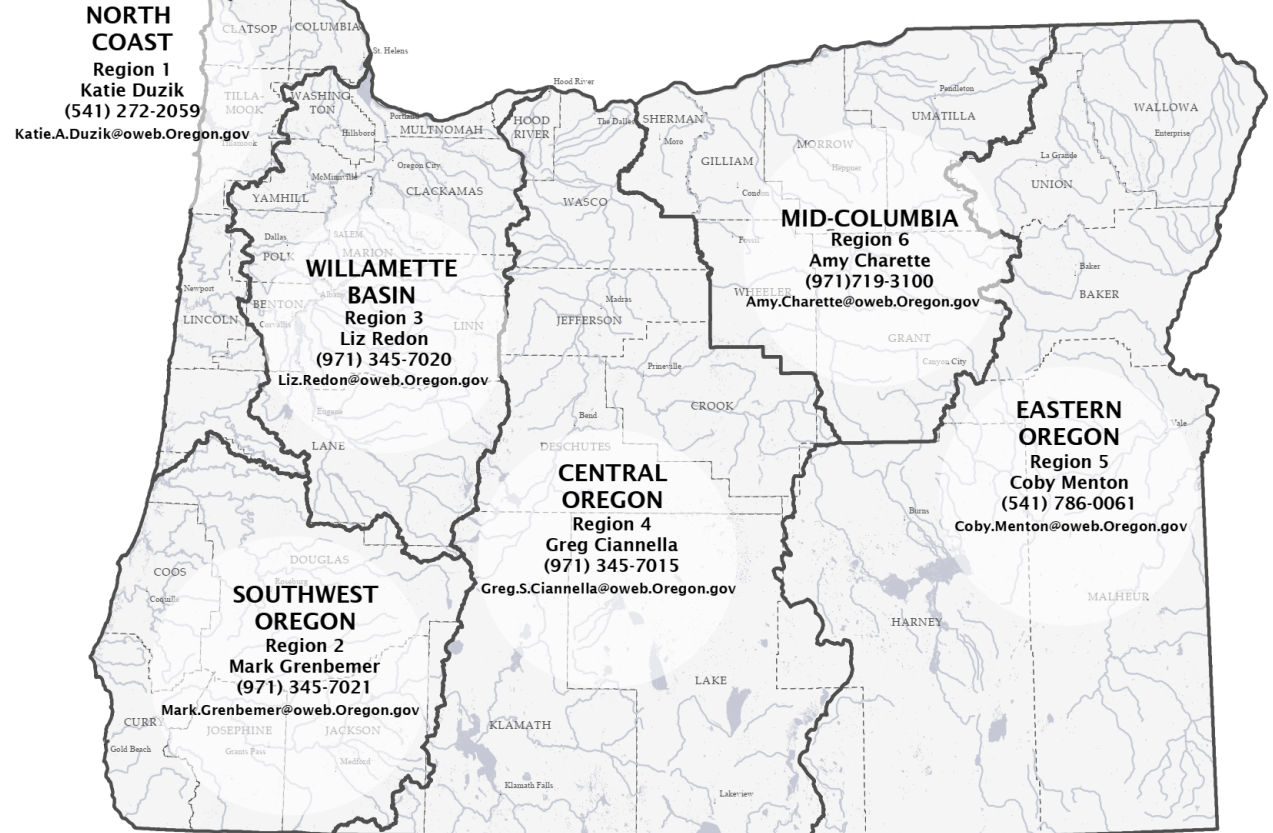 NORTH
COAST
Region 1
Katie Duzik
(541) 272-2059
Katie.A.Duzik@oweb.Oregon.gov
CLATSOP
COLUMBIA
St. Helens
TILLA-
MOOK
Tillamook
WASHING-
TON
Hillsboro
Portland
MULTNOMAH
Hood River
HOOD
RIVER
The Dalles
SHERMAN
Moro
GILLIAM
Condon
MORROW
Heppner
Pendleton
UMATILLA
WALLOWA
Enterprise
La Grande
UNION
McMinnville
Oregon City
YAMHILL
CLACKAMAS
WASCO
Dallas
SALEM
POLK
MARION
WILLAMETTE
BASIN
Region 3
Liz Redon
(971) 345-7020
Liz.Redon@oweb.Oregon.gov
Newport
LINCOLN
BENTON
Albany
Corvallis
LINN
Eugene
LANE
MID-COLUMBIA
Region 6
Amy Charette
(971)719-3100
Amy.Charette@oweb.Oregon.gov
Fossil
WHEELER
GRANT
Canyon City
Baker
BAKER
Madras
JEFFERSON
Prineville
CROOK
Bend
DESCHUTES
CENTRAL
OREGON
Region 4
Greg Ciannella
(971) 345-7015
Greg.S.Ciannella@oweb.Oregon.gov
EASTERN
OREGON
Region 5
Coby Menton
(541) 786-0061
Coby.Menton@oweb.Oregon.gov
Vale
Burns
MALHEUR
HARNEY
DOUGLAS
Roseburg
COOS
Coquille
SOUTHWEST
OREGON
Region 2
Mark Grenbemer
(971) 345-7021
Mark.Grenbemer@oweb.Oregon.gov
CURRY
Gold Beach
JOSEPHINE
Grants Pass
JACKSON
Medford
LAKE
KLAMATH
Klamath Falls
Lakeview